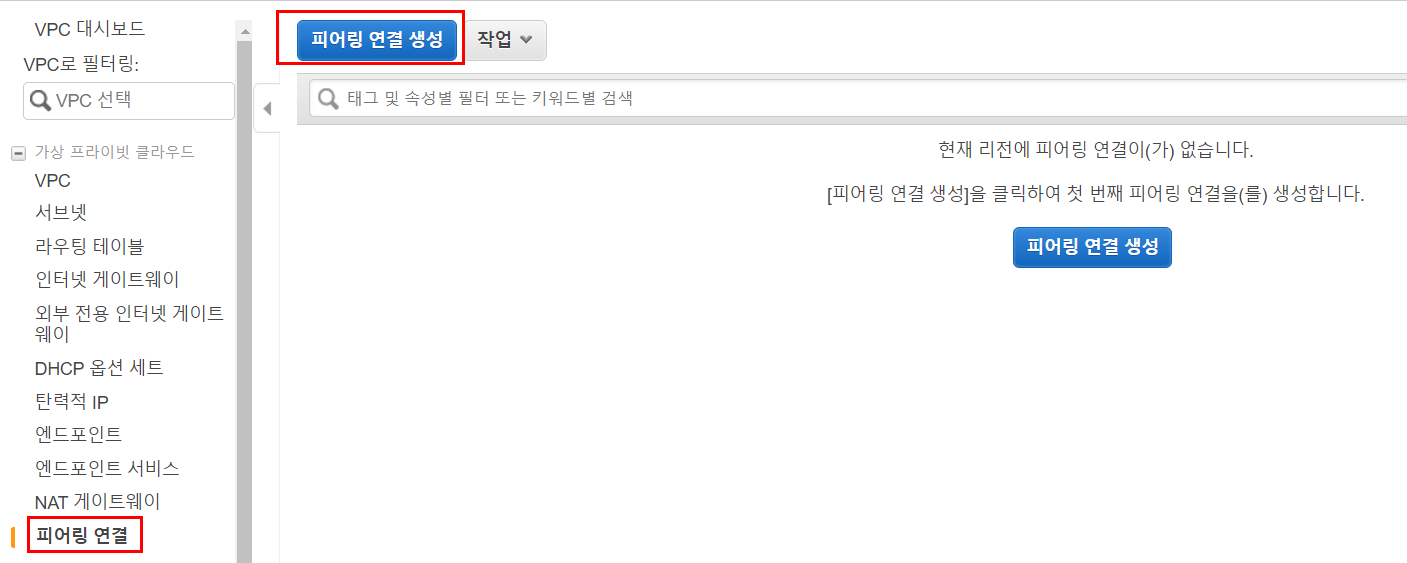 VPC 대시보드
VPC로 필터링:
VPC 선택
가상 프라이빗 클라우드
VPC
서브넷
라우팅 테이블
인터넷 게이트웨이
외부 전용 인터넷 게이트
웨이
DHCP 옵션 세트
탄력적 IP
엔드포인트
엔드포인트 서비스
NAT 게이트웨이
피어링 연결
피어링 연결 생성 작업
태그 및 속성별 필터 또는 키워드별 검색
현재 리전에 피어링 연결이(가) 없습니다.
[피어링 연결 생성]을 클릭하여 첫 번째 피어링 연결을(를) 생성합니다.
피어링 연결 생성